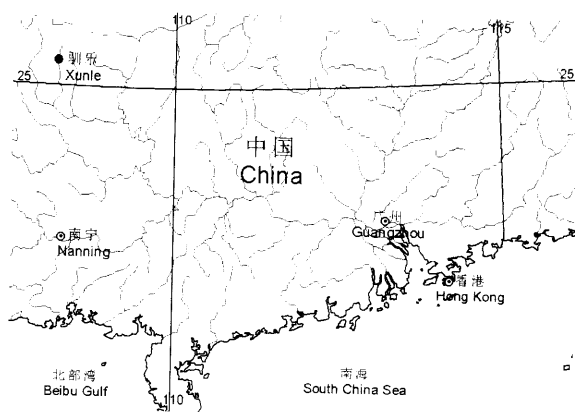 110
115
驯乐
Xunle
25
25
中国
China
广州
Guangzhou
南宁
Nanning
香港
Hong Kong
北部湾
Beibu Gulf
南海
South China Sea
110